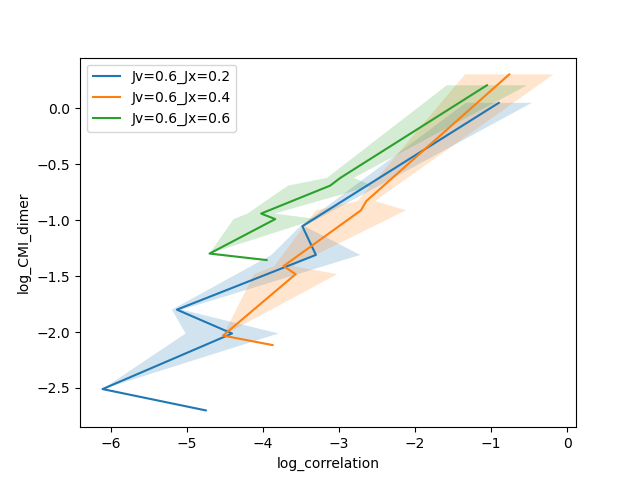 Jv=0.6_Jx=0.2
Jv=0.6_Jx=0.4
Jv=0.6_Jx=0.6
log_CMI_dimer
0.0
−0.5
−1.0
−1.5
−2.0
−2.5
−6 −5 −4 −3 −2 −1 0
log_correlation